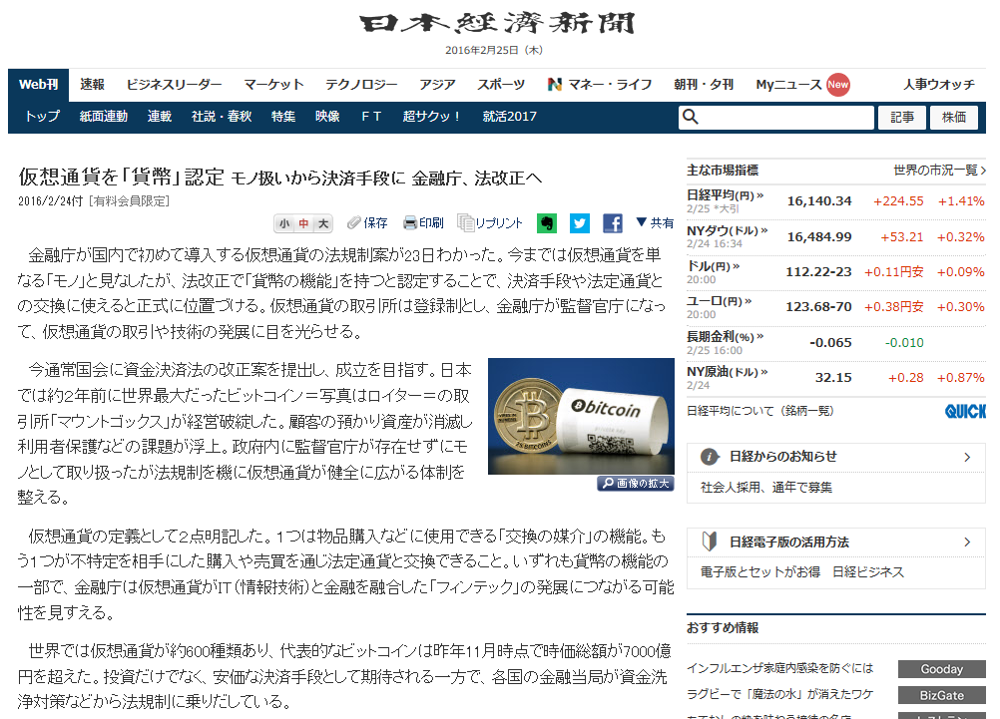 日本経済新聞
2016年2月25日（木）
Web刊 速報 ビジネスリーダー マーケット テクノロジー アジア スポーツ N マネー・ライフ 朝刊・夕刊 Myニュース New 人事ウオッチ
トップ 紙面連動 連載 社説・春秋 特集 映像 ＦＴ 超サクッ！ 就活2017 記事 株価
仮想通貨を「貨幣」認定 モノ扱いから決済手段に 金融庁、法改正へ
2016/2/24付 [有料会員限定]
小 中 大 保存 印刷 リプリント ▼共有
金融庁が国内で初めて導入する仮想通貨の法規制案が23日わかった。今までは仮想通貨を単
なる「モノ」と見なしたが、法改正で「貨幣の機能」を持つと認定することで、決済手段や法定通貨と
の交換に使えると正式に位置づける。仮想通貨の取引所は登録制とし、金融庁が監督官庁になっ
て、仮想通貨の取引や技術の発展に目を光らせる。
今通常国会に資金決済法の改正案を提出し、成立を目指す。日本
では約2年前に世界最大だったビットコイン＝写真はロイター＝の取
引所「マウントゴックス」が経営破綻した。顧客の預かり資産が消滅し
利用者保護などの課題が浮上。政府内に監督官庁が存在せずにモ
ノとして取り扱ったが法規制を機に仮想通貨が健全に広がる体制を
整える。
bitcoin
画像の拡大
仮想通貨の定義として2点明記した。1つは物品購入などに使用できる「交換の媒介」の機能。も
う1つが不特定を相手にした購入や売買を通じ法定通貨と交換できること。いずれも貨幣の機能の
一部で、金融庁は仮想通貨がIT（情報技術）と金融を融合した「フィンテック」の発展につながる可能
性を見すえる。
世界では仮想通貨が約600種類あり、代表的なビットコインは昨年11月時点で時価総額が7000億
円を超えた。投資だけでなく、安価な決済手段として期待される一方で、各国の金融当局が資金洗
浄対策などから法規制に乗りだしている。
主な市場指標 世界の市況一覧
日経平均(円)» 16,140.34 +224.55 +1.41%
2/25 *大引
NYダウ(ドル)» 16,484.99 +53.21 +0.32%
2/24 16:34
ドル(円)» 112.22-23 +0.11円安 +0.09%
20:00
ユーロ(円)» 123.68-70 +0.38円安 +0.30%
20:00
長期金利(%)» -0.065 -0.010
2/25 16:00
NY原油(ドル)» 32.15 +0.28 +0.87%
2/24
日経平均について（銘柄一覧） QUICK
日経からのお知らせ
社会人採用、通年で募集
日経電子版の活用方法
電子版とセットがお得 日経ビジネス
おすすめ情報
インフルエンザ家庭内感染を防ぐには Gooday
ラグビーで「魔法の水」が消えたワケ BizGate